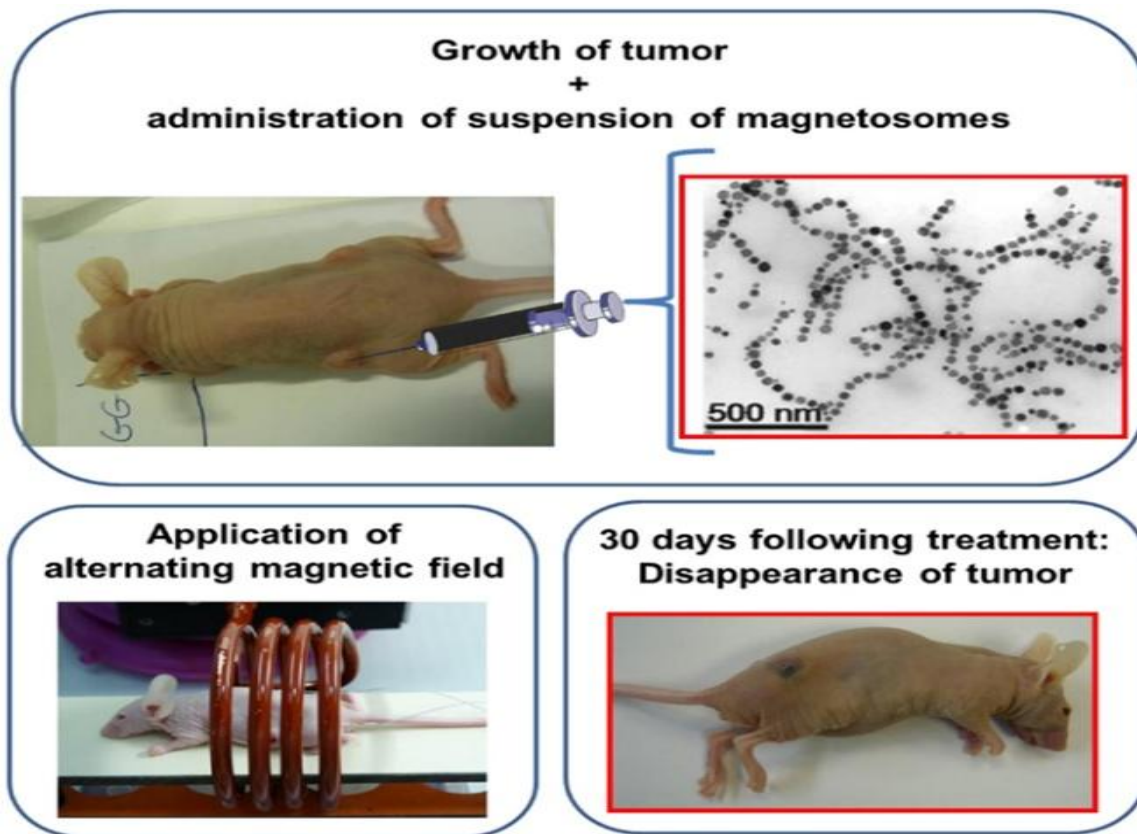 Growth of tumor
+
administration of suspension of magnetosomes
GG
500 nm
Application of
alternating magnetic field
30 days following treatment:
Disappearance of tumor